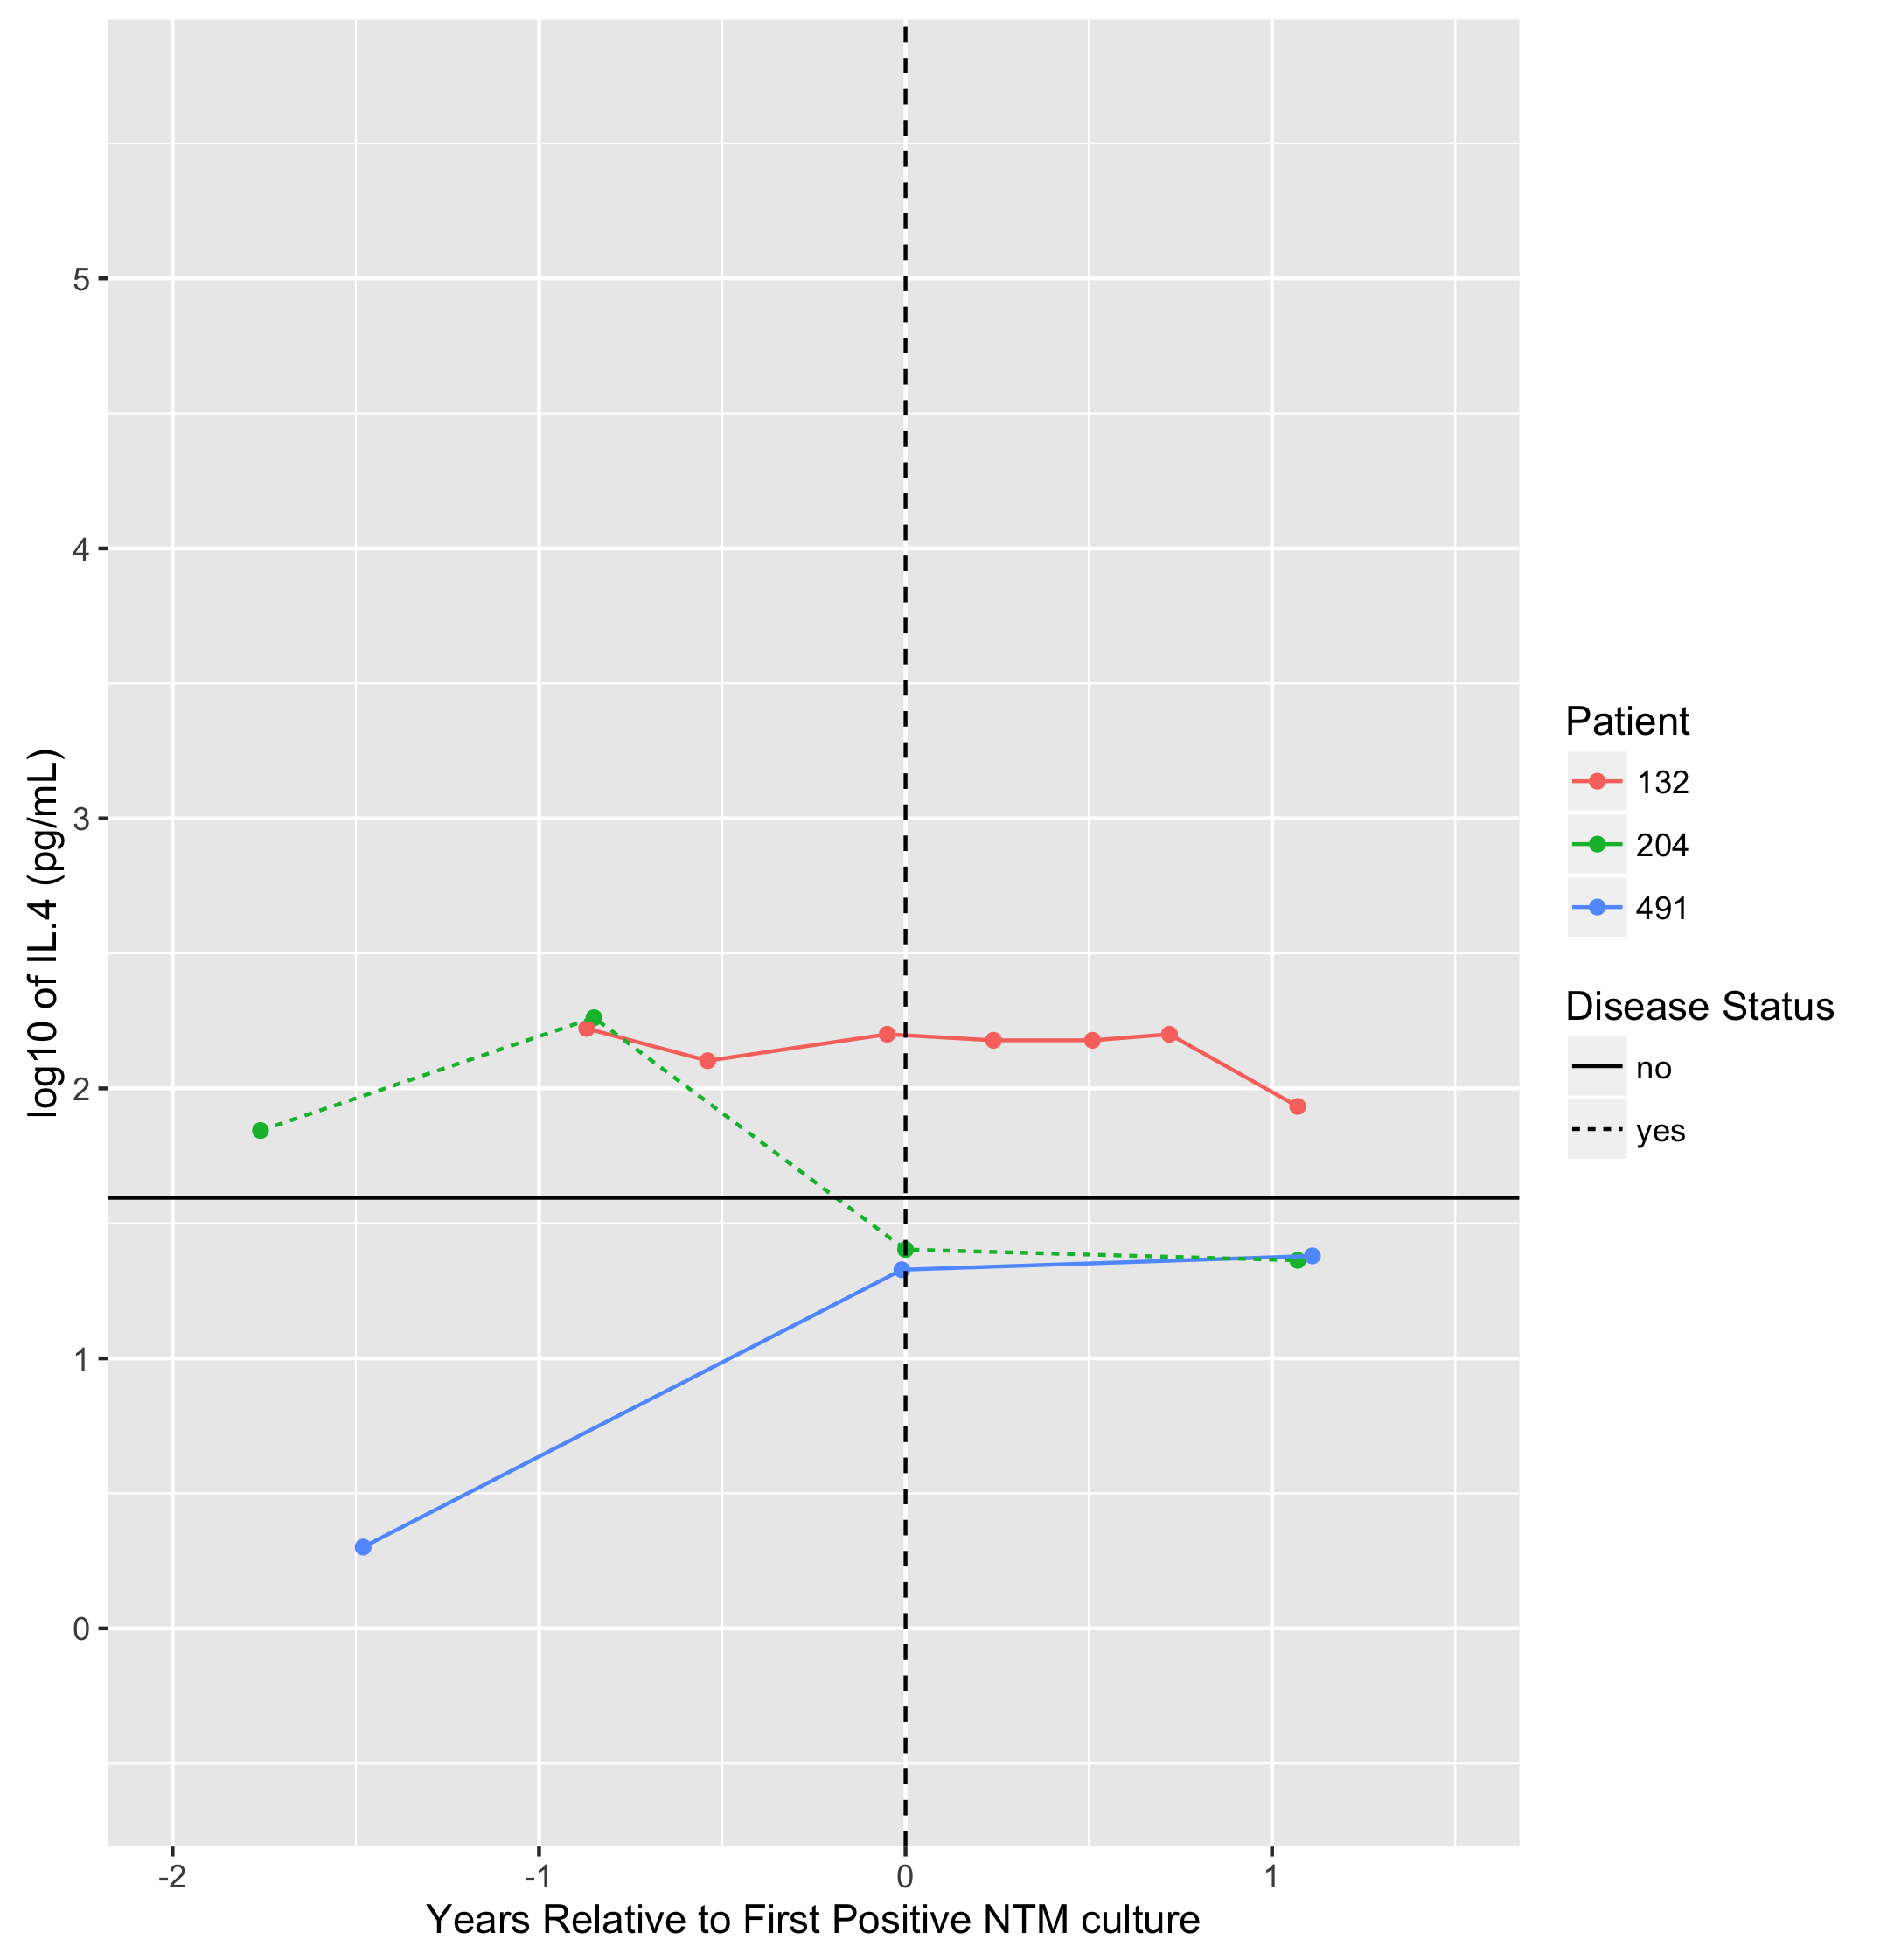 log10 of IL.4 (pg/mL)
5
4
3
2
1
0
-2
-1
0
1
Years Relative to First Positive NTM culture
Patient
132
204
491
Disease Status
no
yes